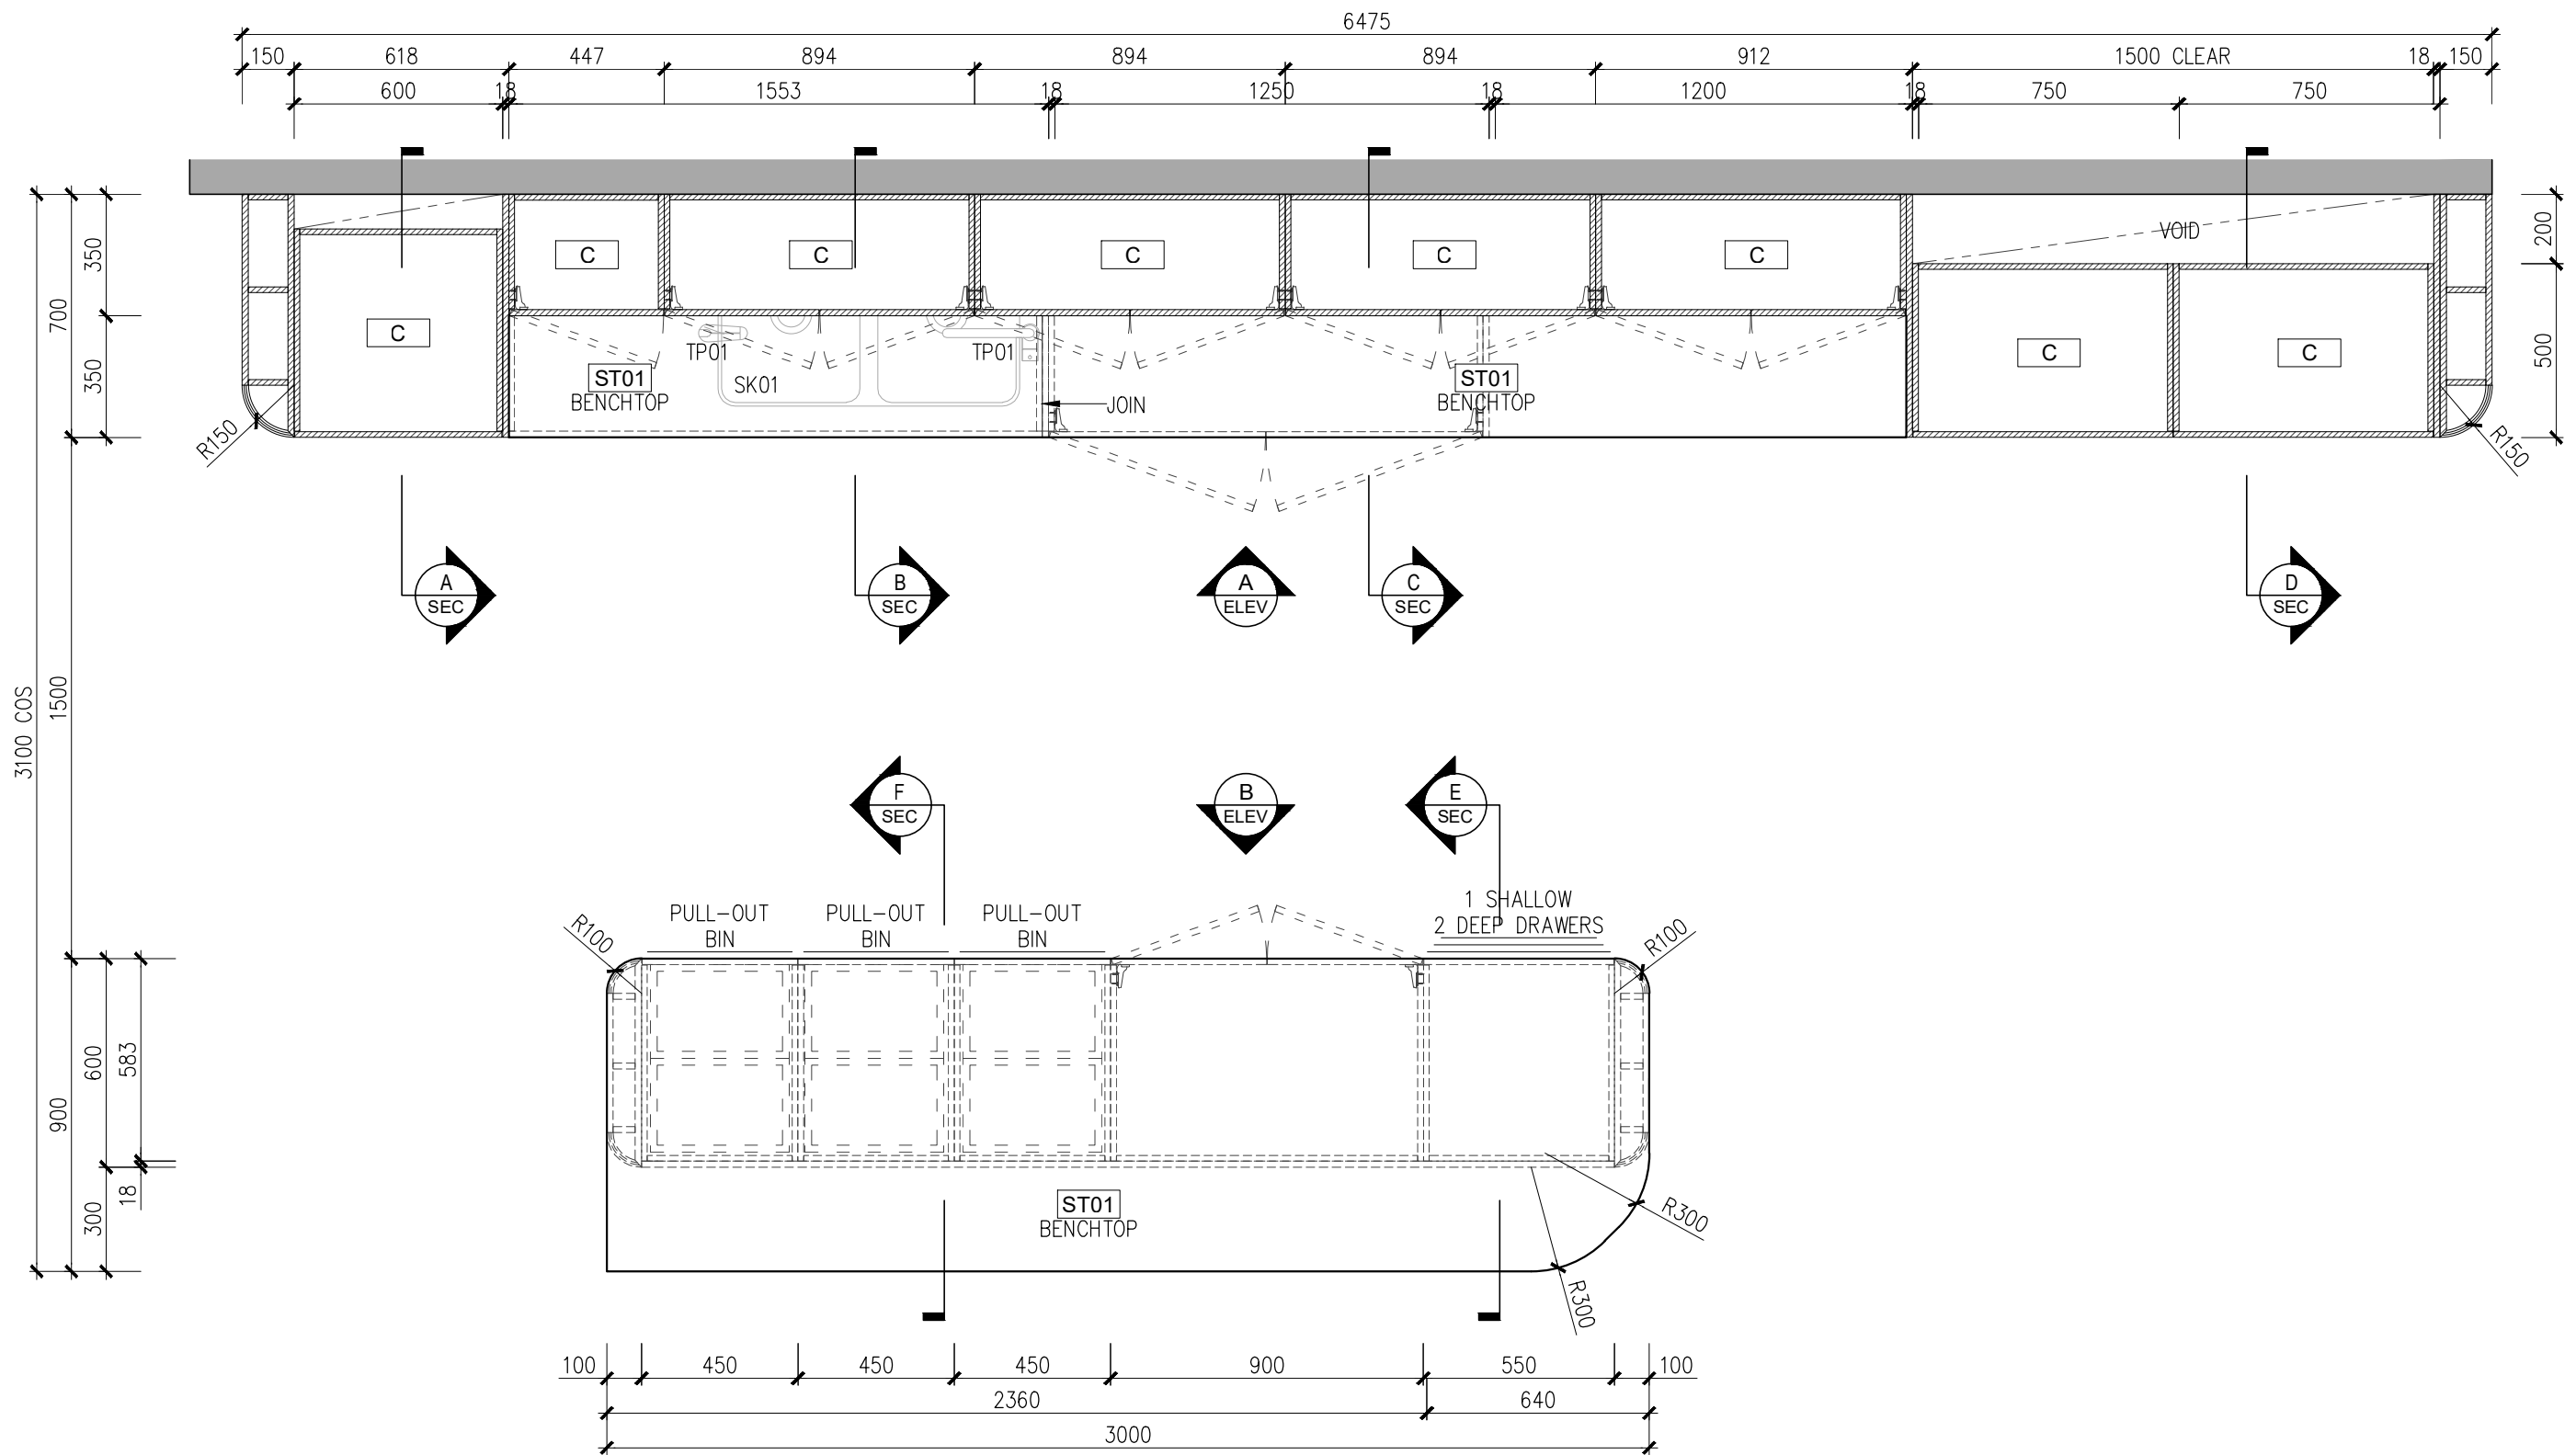 6475
150 618 447 894 894 894 912 1500 CLEAR 18 150
600 18 1553 18 1250 18 1200 18 750 750
VOID
C C C C C
C C C
TP01 TP01
SK01
ST01
BENCHTOP
JOIN
ST01
BENCHTOP
R150
R150
350
350
700
200
500
1500
3100 COS
A
SEC
B
SEC
A
ELEV
C
SEC
D
SEC
F
SEC
B
ELEV
E
SEC
PULL-OUT
BIN
PULL-OUT
BIN
PULL-OUT
BIN
1 SHALLOW
2 DEEP DRAWERS
R100
R100
583
600
900
18
300
ST01
BENCHTOP
R300
R300
100 450 450 450 900 550 100
2360 640
3000